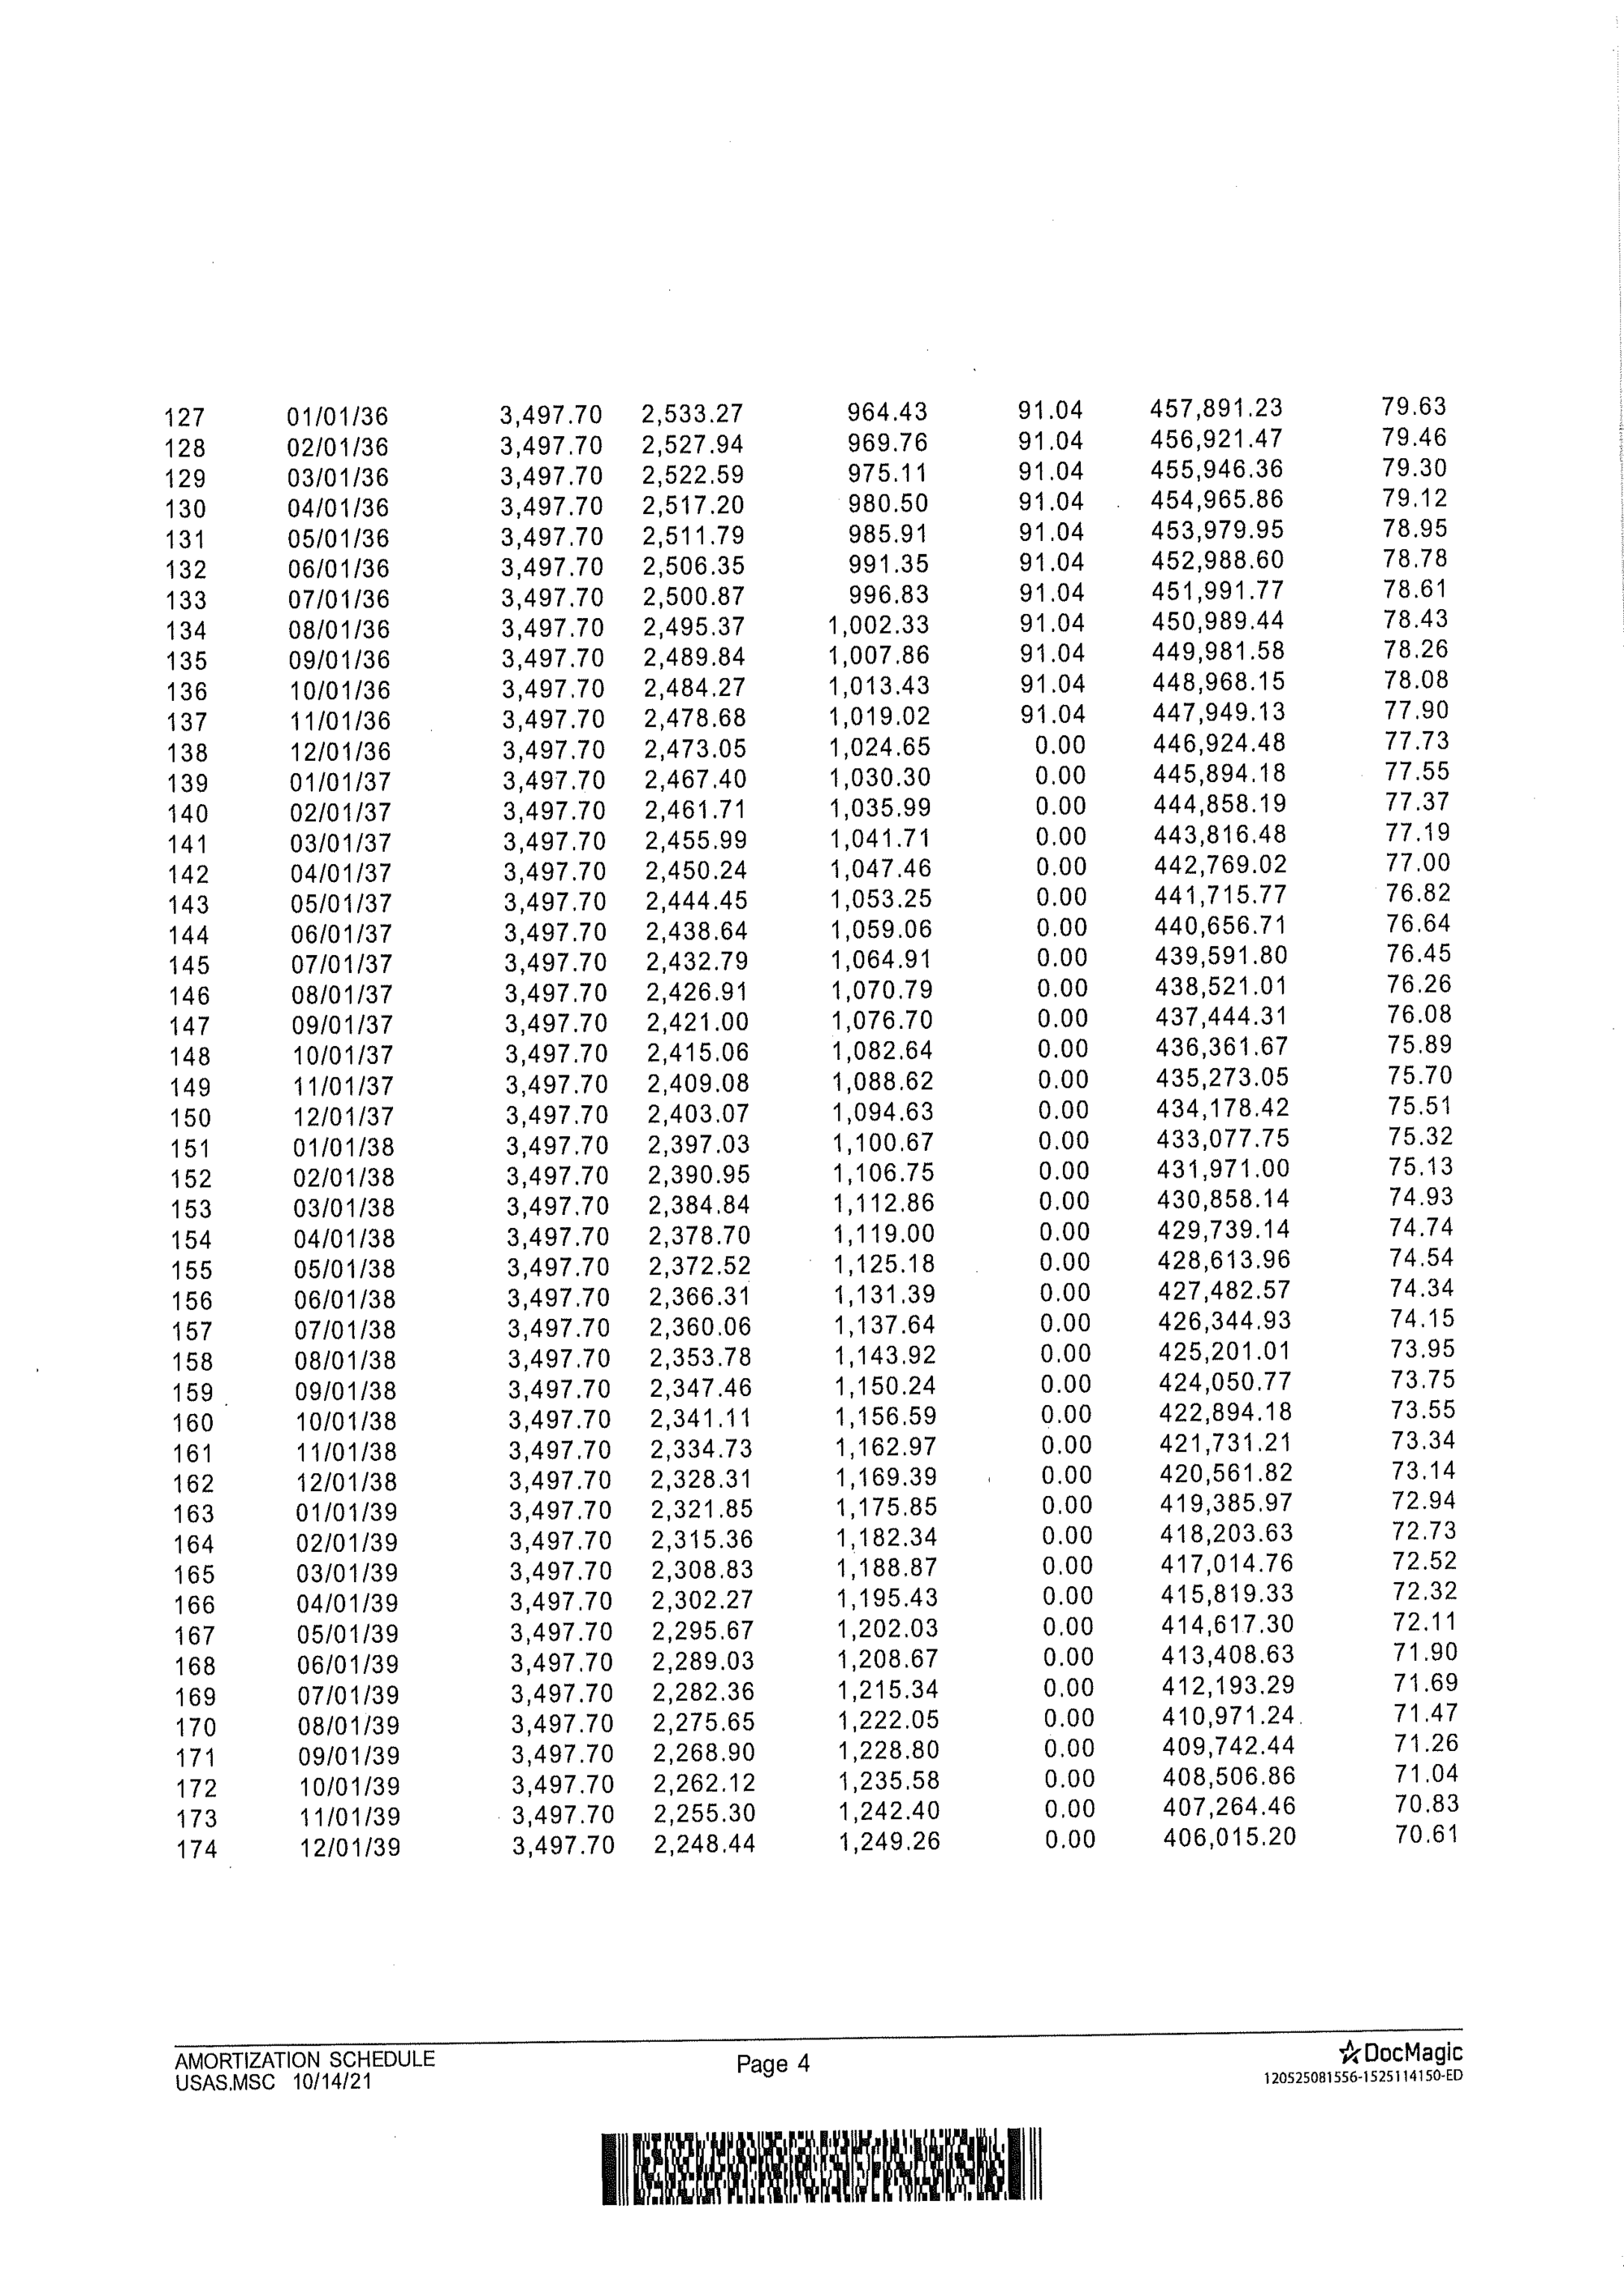 127 01/01/36 3,497.70 2,533.27 964.43 91.04 457,891.23 79.63
128 02/01/36 3,497.70 2,527.94 969.76 91.04 456,921.47 79.46
129 03/01/36 3,497.70 2,522.59 975.11 91.04 455,946.36 79.30
130 04/01/36 3,497.70 2,517.20 980.50 91.04 454,965.86 79.12
131 05/01/36 3,497.70 2,511.79 985.91 91.04 453,979.95 78.95
132 06/01/36 3,497.70 2,506.35 991.35 91.04 452,988.60 78.78
133 07/01/36 3,497.70 2,500.87 996.83 91.04 451,991.77 78.61
134 08/01/36 3,497.70 2,495.37 1,002.33 91.04 450,989.44 78.43
135 09/01/36 3,497.70 2,489.84 1,007.86 91.04 449,981.58 78.26
136 10/01/36 3,497.70 2,484.27 1,013.43 91.04 448,968.15 78.08
137 11/01/36 3,497.70 2,478.68 1,019.02 91.04 447,949.13 77.90
138 12/01/36 3,497.70 2,473.05 1,024.65 0.00 446,924.48 77.73
139 01/01/37 3,497.70 2,467.40 1,030.30 0.00 445,894.18 77.55
140 02/01/37 3,497.70 2,461.71 1,035.99 0.00 444,858.19 77.37
141 03/01/37 3,497.70 2,455.99 1,041.71 0.00 443,816.48 77.19
142 04/01/37 3,497.70 2,450.24 1,047.46 0.00 442,769.02 77.00
143 05/01/37 3,497.70 2,444.45 1,053.25 0.00 441,715.77 76.82
144 06/01/37 3,497.70 2,438.64 1,059.06 0.00 440,656.71 76.64
145 07/01/37 3,497.70 2,432.79 1,064.91 0.00 439,591.80 76.45
146 08/01/37 3,497.70 2,426.91 1,070.79 0.00 438,521.01 76.26
147 09/01/37 3,497.70 2,421.00 1,076.70 0.00 437,444.31 76.08
148 10/01/37 3,497.70 2,415.06 1,082.64 0.00 436,361.67 75.89
149 11/01/37 3,497.70 2,409.08 1,088.62 0.00 435,273.05 75.70
150 12/01/37 3,497.70 2,403.07 1,094.63 0.00 434,178.42 75.51
151 01/01/38 3,497.70 2,397.03 1,100.67 0.00 433,077.75 75.32
152 02/01/38 3,497.70 2,390.95 1,106.75 0.00 431,971.00 75.13
153 03/01/38 3,497.70 2,384.84 1,112.86 0.00 430,858.14 74.93
154 04/01/38 3,497.70 2,378.70 1,119.00 0.00 429,739.14 74.74
155 05/01/38 3,497.70 2,372.52 1,125.18 0.00 428,613.96 74.54
156 06/01/38 3,497.70 2,366.31 1,131.39 0.00 427,482.57 74.34
157 07/01/38 3,497.70 2,360.06 1,137.64 0.00 426,344.93 74.15
158 08/01/38 3,497.70 2,353.78 1,143.92 0.00 425,201.01 73.95
159 09/01/38 3,497.70 2,347.46 1,150.24 0.00 424,050.77 73.75
160 10/01/38 3,497.70 2,341.11 1,156.59 0.00 422,894.18 73.55
161 11/01/38 3,497.70 2,334.73 1,162.97 0.00 421,731.21 73.34
162 12/01/38 3,497.70 2,328.31 1,169.39 0.00 420,561.82 73.14
163 01/01/39 3,497.70 2,321.85 1,175.85 0.00 419,385.97 72.94
164 02/01/39 3,497.70 2,315.36 1,182.34 0.00 418,203.63 72.73
165 03/01/39 3,497.70 2,308.83 1,188.87 0.00 417,014.76 72.52
166 04/01/39 3,497.70 2,302.27 1,195.43 0.00 415,819.33 72.32
167 05/01/39 3,497.70 2,295.67 1,202.03 0.00 414,617.30 72.11
168 06/01/39 3,497.70 2,289.03 1,208.67 0.00 413,408.63 71.90
169 07/01/39 3,497.70 2,282.36 1,215.34 0.00 412,193.29 71.69
170 08/01/39 3,497.70 2,275.65 1,222.05 0.00 410,971.24 71.47
171 09/01/39 3,497.70 2,268.90 1,228.80 0.00 409,742.44 71.26
172 10/01/39 3,497.70 2,262.12 1,235.58 0.00 408,506.86 71.04
173 11/01/39 3,497.70 2,255.30 1,242.40 0.00 407,264.46 70.83
174 12/01/39 3,497.70 2,248.44 1,249.26 0.00 406,015.20 70.61
AMORTIZATION SCHEDULE
USAS.MSC 10/14/21
Page 4
DocMagic
120525081556-1525114150-ED